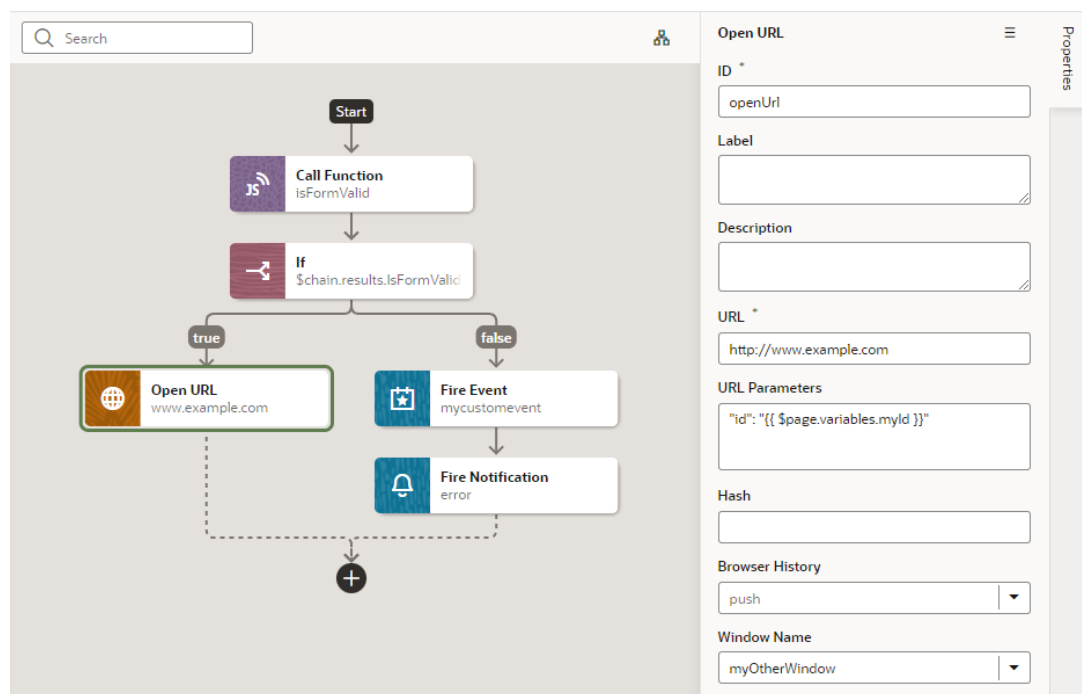 Search
Start
JS
Call Function
isFormValid
If
$chain.results.IsFormValid
true
false
Open URL
www.example.com
Fire Event
mycustomevent
Fire Notification
error
Open URL
Properties
ID *
openUrl
Label
Description
URL *
http://www.example.com
URL Parameters
"id": "{{ $page.variables.myId }}"
Hash
Browser History
push
Window Name
myOtherWindow